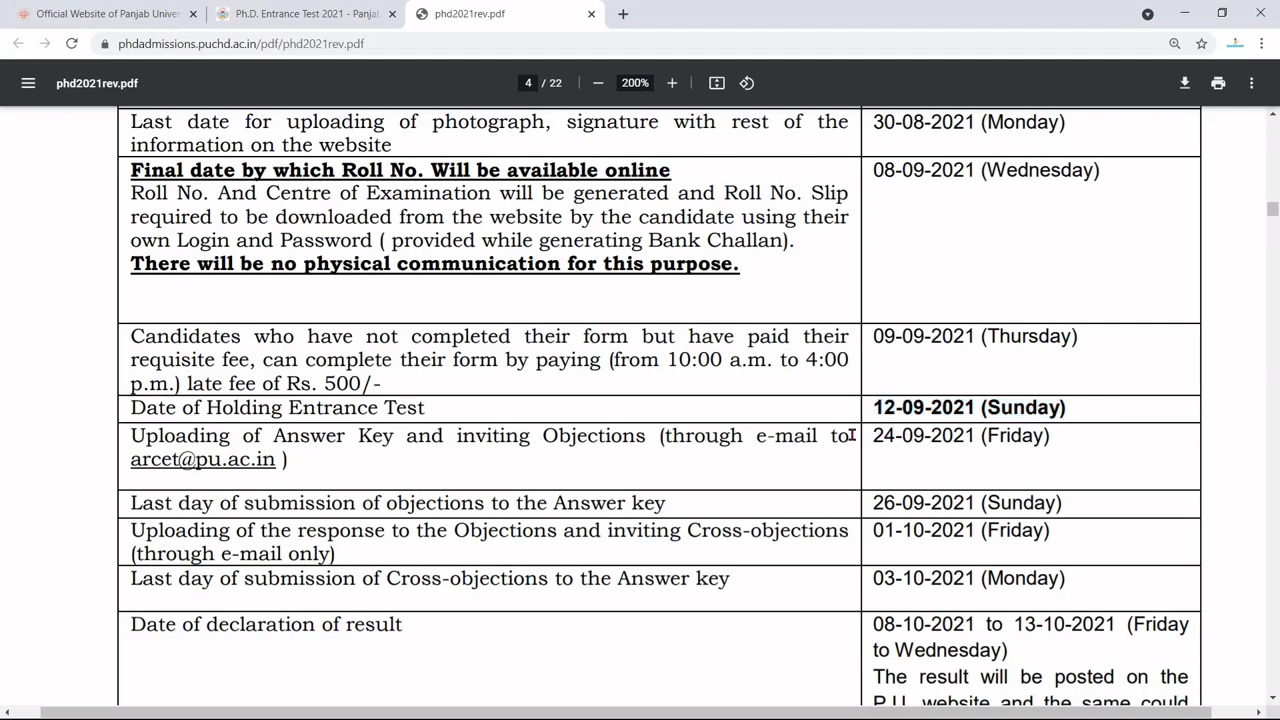 Official Website of Panjab Univer
Ph.D. Entrance Test 2021 - Panjab
phd2021rev.pdf
phdadmissions.puchd.ac.in/pdf/phd2021rev.pdf
phd2021rev.pdf
4 / 22
200%
Last date for uploading of photograph, signature with rest of the
information on the website
30-08-2021 (Monday)
Final date by which Roll No. Will be available online
08-09-2021 (Wednesday)
Roll No. And Centre of Examination will be generated and Roll No. Slip
required to be downloaded from the website by the candidate using their
own Login and Password ( provided while generating Bank Challan).
There will be no physical communication for this purpose.
Candidates who have not completed their form but have paid their
requisite fee, can complete their form by paying (from 10:00 a.m. to 4:00
p.m.) late fee of Rs. 500/-
09-09-2021 (Thursday)
Date of Holding Entrance Test
12-09-2021 (Sunday)
Uploading of Answer Key and inviting Objections (through e-mail to
arcet@pu.ac.in )
24-09-2021 (Friday)
Last day of submission of objections to the Answer key
26-09-2021 (Sunday)
Uploading of the response to the Objections and inviting Cross-objections
(through e-mail only)
01-10-2021 (Friday)
Last day of submission of Cross-objections to the Answer key
03-10-2021 (Monday)
Date of declaration of result
08-10-2021 to 13-10-2021 (Friday
to Wednesday)
The result will be posted on the
P.U. website and the same could